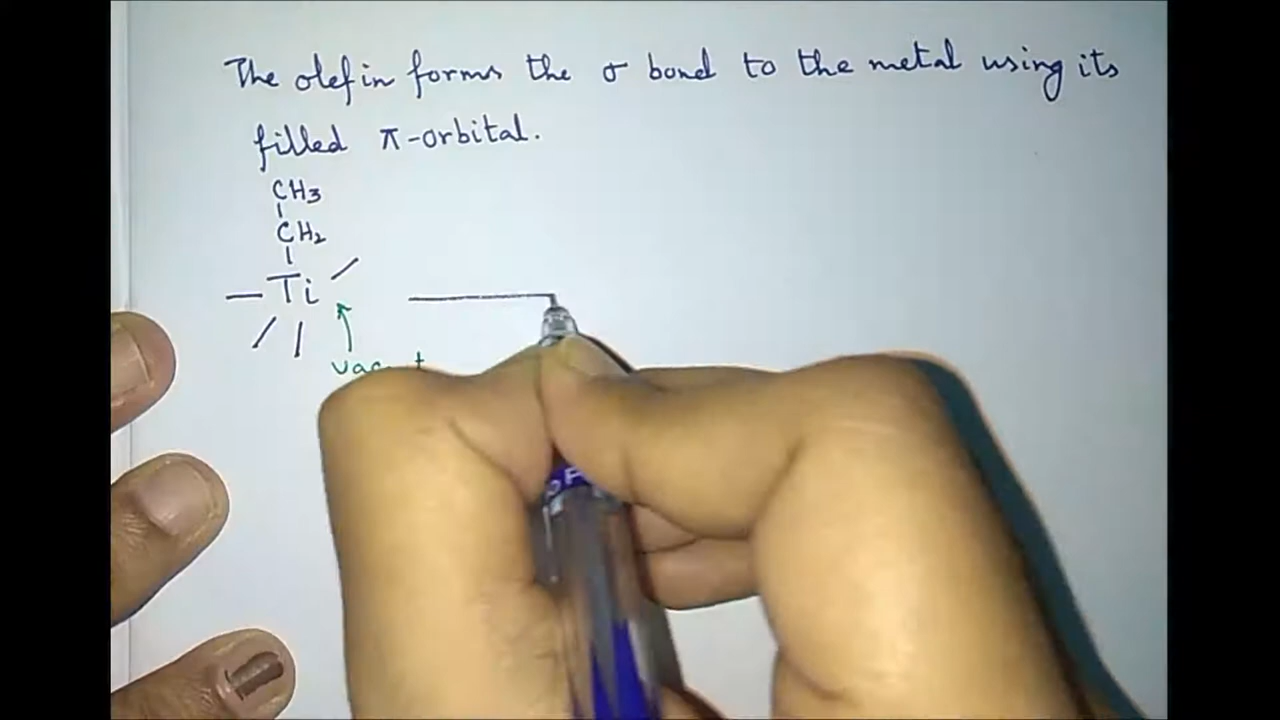 The olefin forms the σ bond to the metal using its
filled π-orbital.
CH3
CH2
Ti